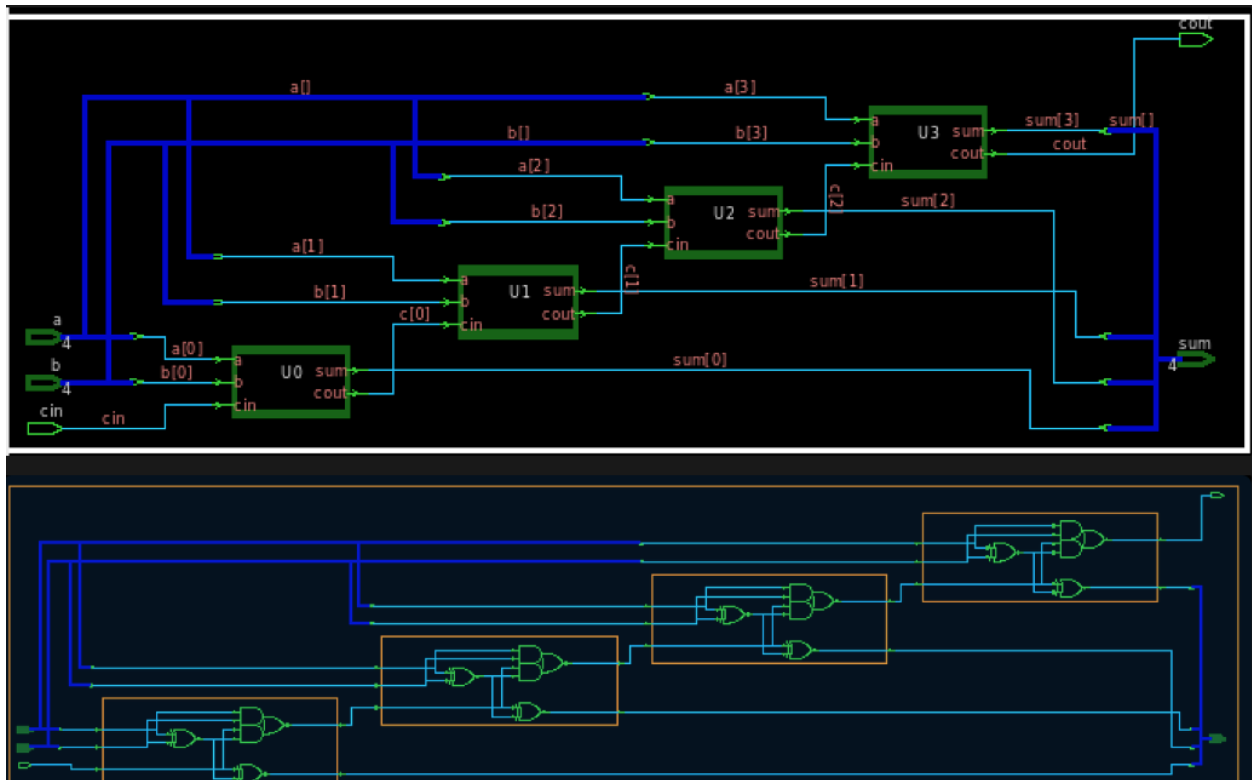 cout
a[]
a[3]
a
U3
sum
sum[3]
sum[]
b[]
b[3]
b
cout
cout
a[2]
cin
c[2]
a
U2
sum
sum[2]
b[2]
b
cout
a[1]
cin
c[1]
a
U1
sum
sum[1]
b[1]
b
cout
c[0]
cin
a
4
a[0]
a
U0
sum
sum[0]
sum
4
b
4
b[0]
b
cout
cin
cin
cin